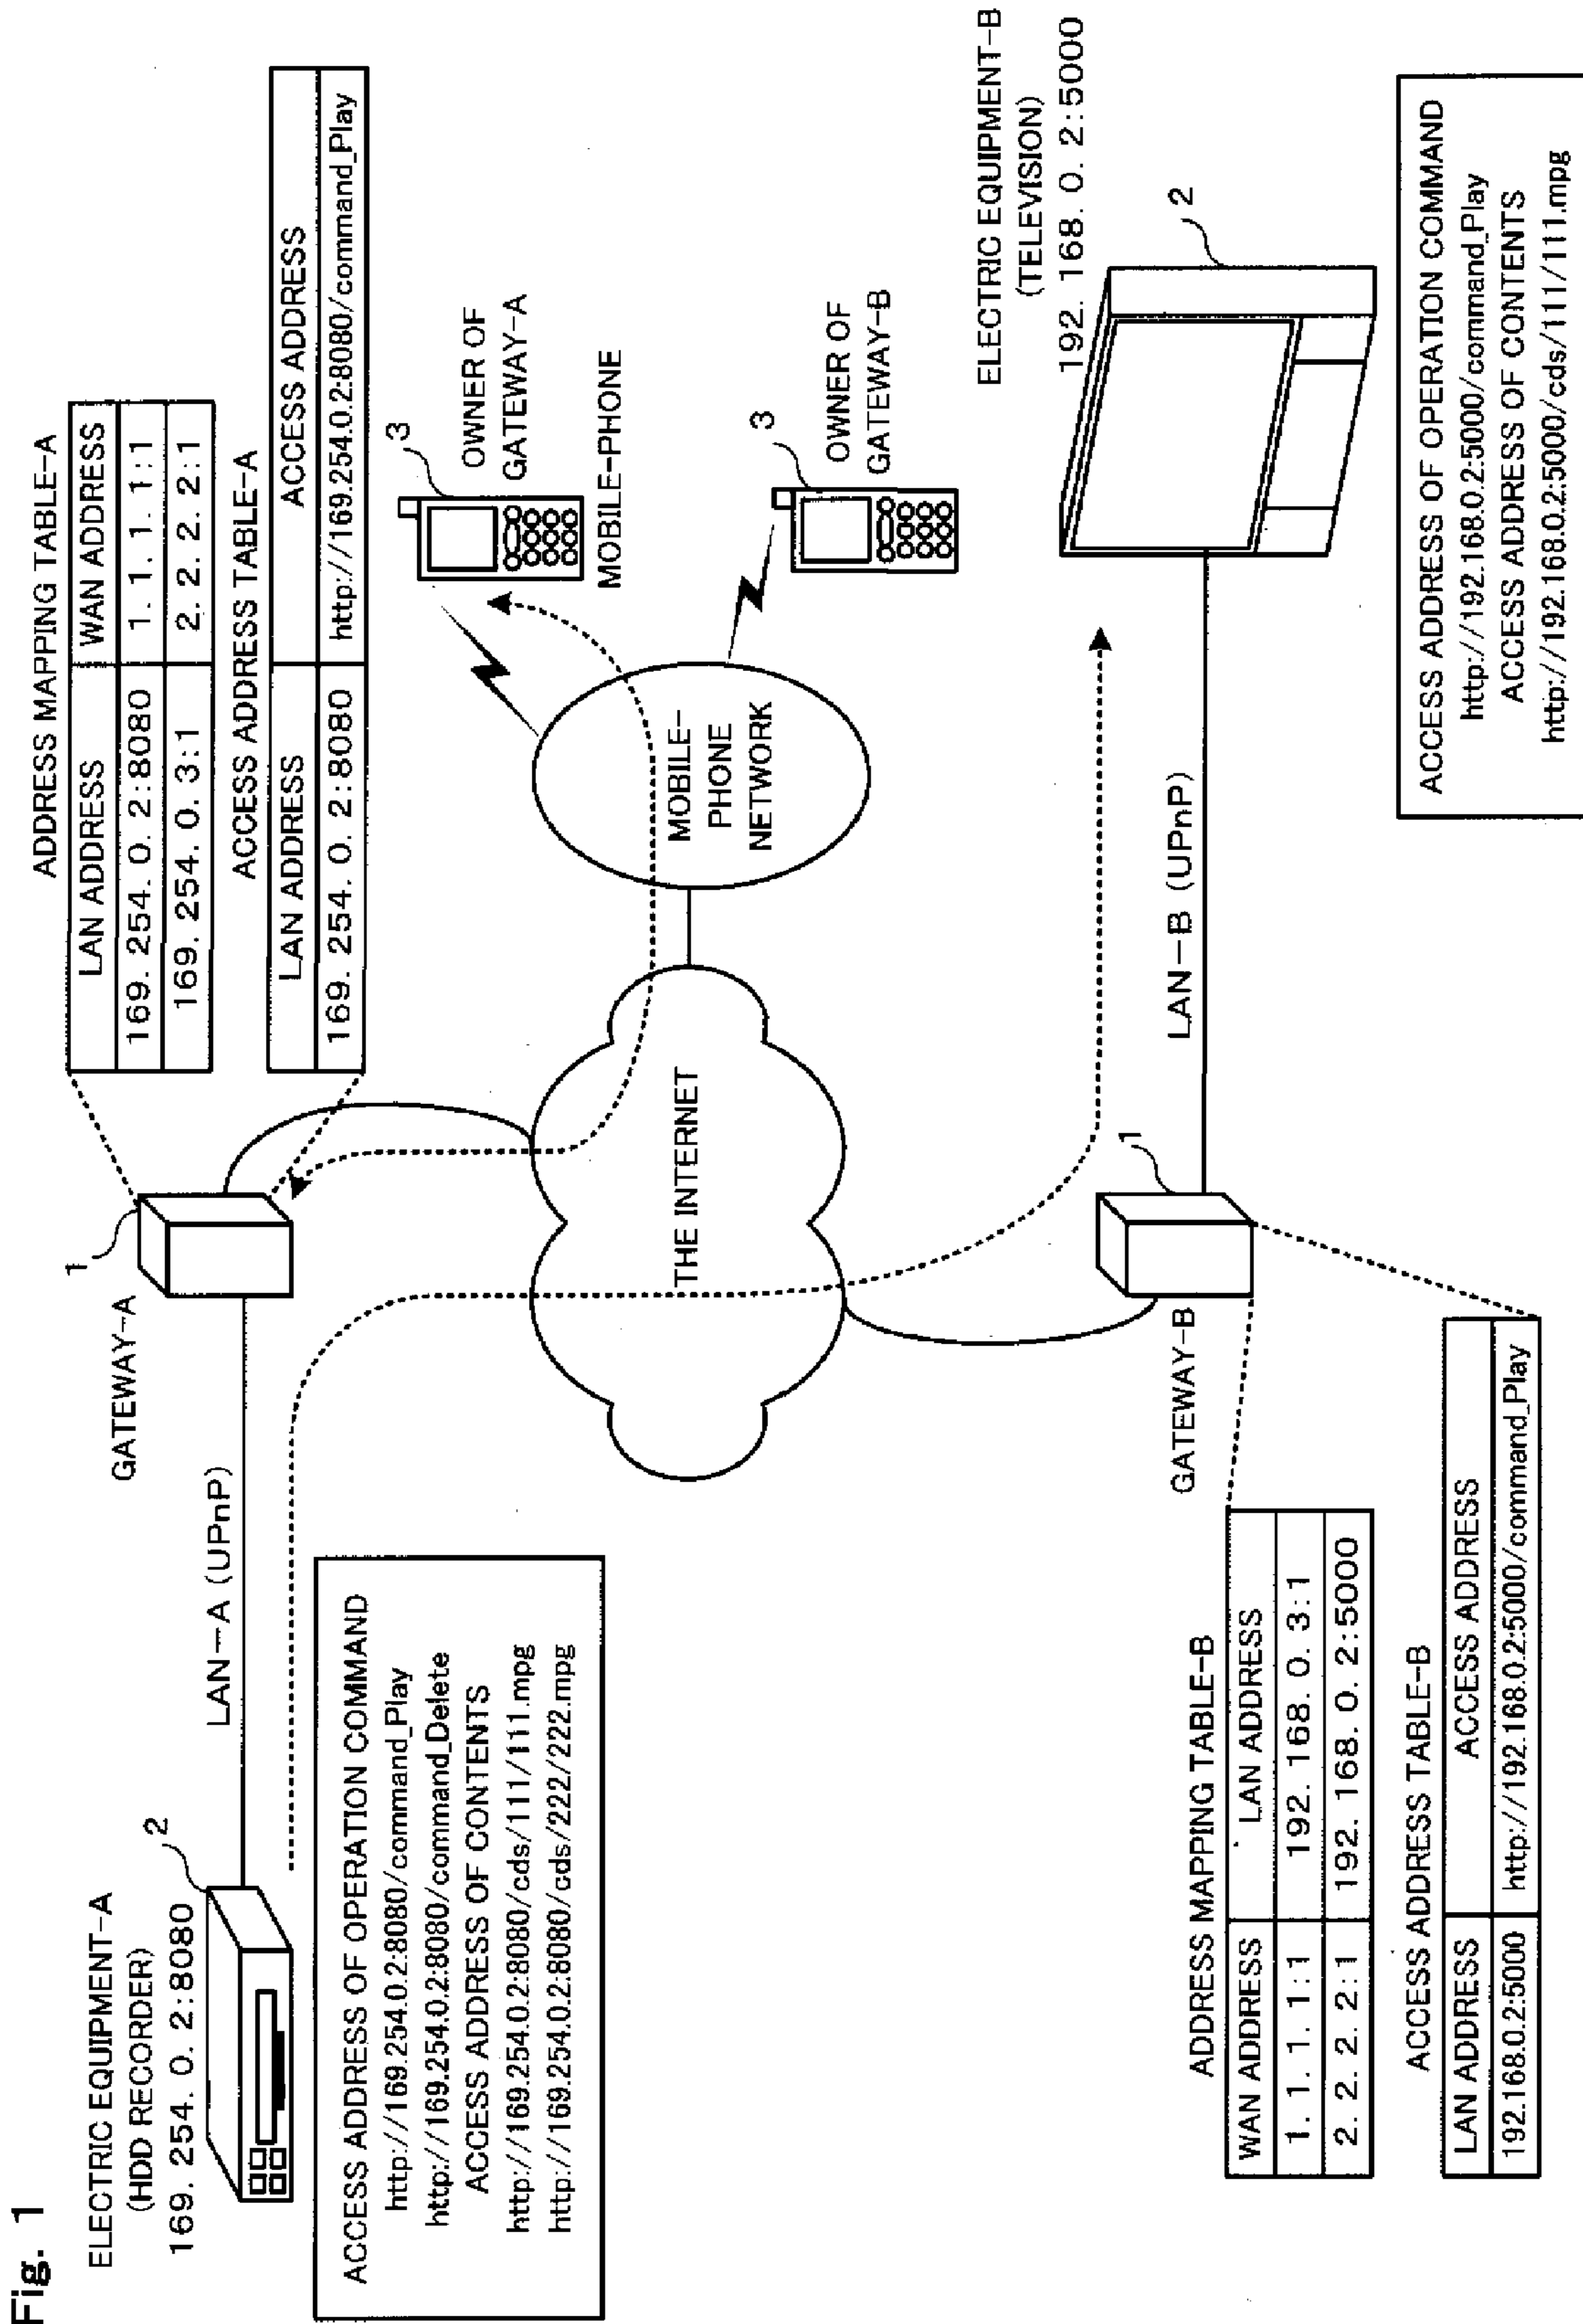 Fig. 1
ELECTRIC EQUIPMENT-A
(HDD RECORDER)
169. 254. 0. 2:8080
2
ACCESS ADDRESS OF OPERATION COMMAND
http://169.254.0.2:8080/command_Play
http://169.254.0.2:8080/command_Delete
ACCESS ADDRESS OF CONTENTS
http://169.254.0.2:8080/cds/111/111.mpg
http://169.254.0.2:8080/cds/222/222.mpg
LAN-A (UPnP)
GATEWAY-A
1
ADDRESS MAPPING TABLE-A
LAN ADDRESS WAN ADDRESS
169. 254. 0. 2:8080 1. 1. 1. 1:1
169. 254. 0. 3:1 2. 2. 2. 2:1
ACCESS ADDRESS TABLE-A
LAN ADDRESS ACCESS ADDRESS
169. 254. 0. 2:8080 http://169.254.0.2:8080/command_Play
THE INTERNET
MOBILE-
PHONE
NETWORK
3
OWNER OF
GATEWAY-A
MOBILE-PHONE
3
OWNER OF
GATEWAY-B
ADDRESS MAPPING TABLE-B
WAN ADDRESS LAN ADDRESS
1. 1. 1. 1:1 192. 168. 0. 3:1
2. 2. 2. 2:1 192. 168. 0. 2:5000
ACCESS ADDRESS TABLE-B
LAN ADDRESS ACCESS ADDRESS
192.168.0.2:5000 http://192.168.0.2:5000/command_Play
GATEWAY-B
1
LAN-B (UPnP)
ELECTRIC EQUIPMENT-B
(TELEVISION)
192. 168. 0. 2:5000
2
ACCESS ADDRESS OF OPERATION COMMAND
http://192.168.0.2:5000/command_Play
ACCESS ADDRESS OF CONTENTS
http://192.168.0.2:5000/cds/111/111.mpg